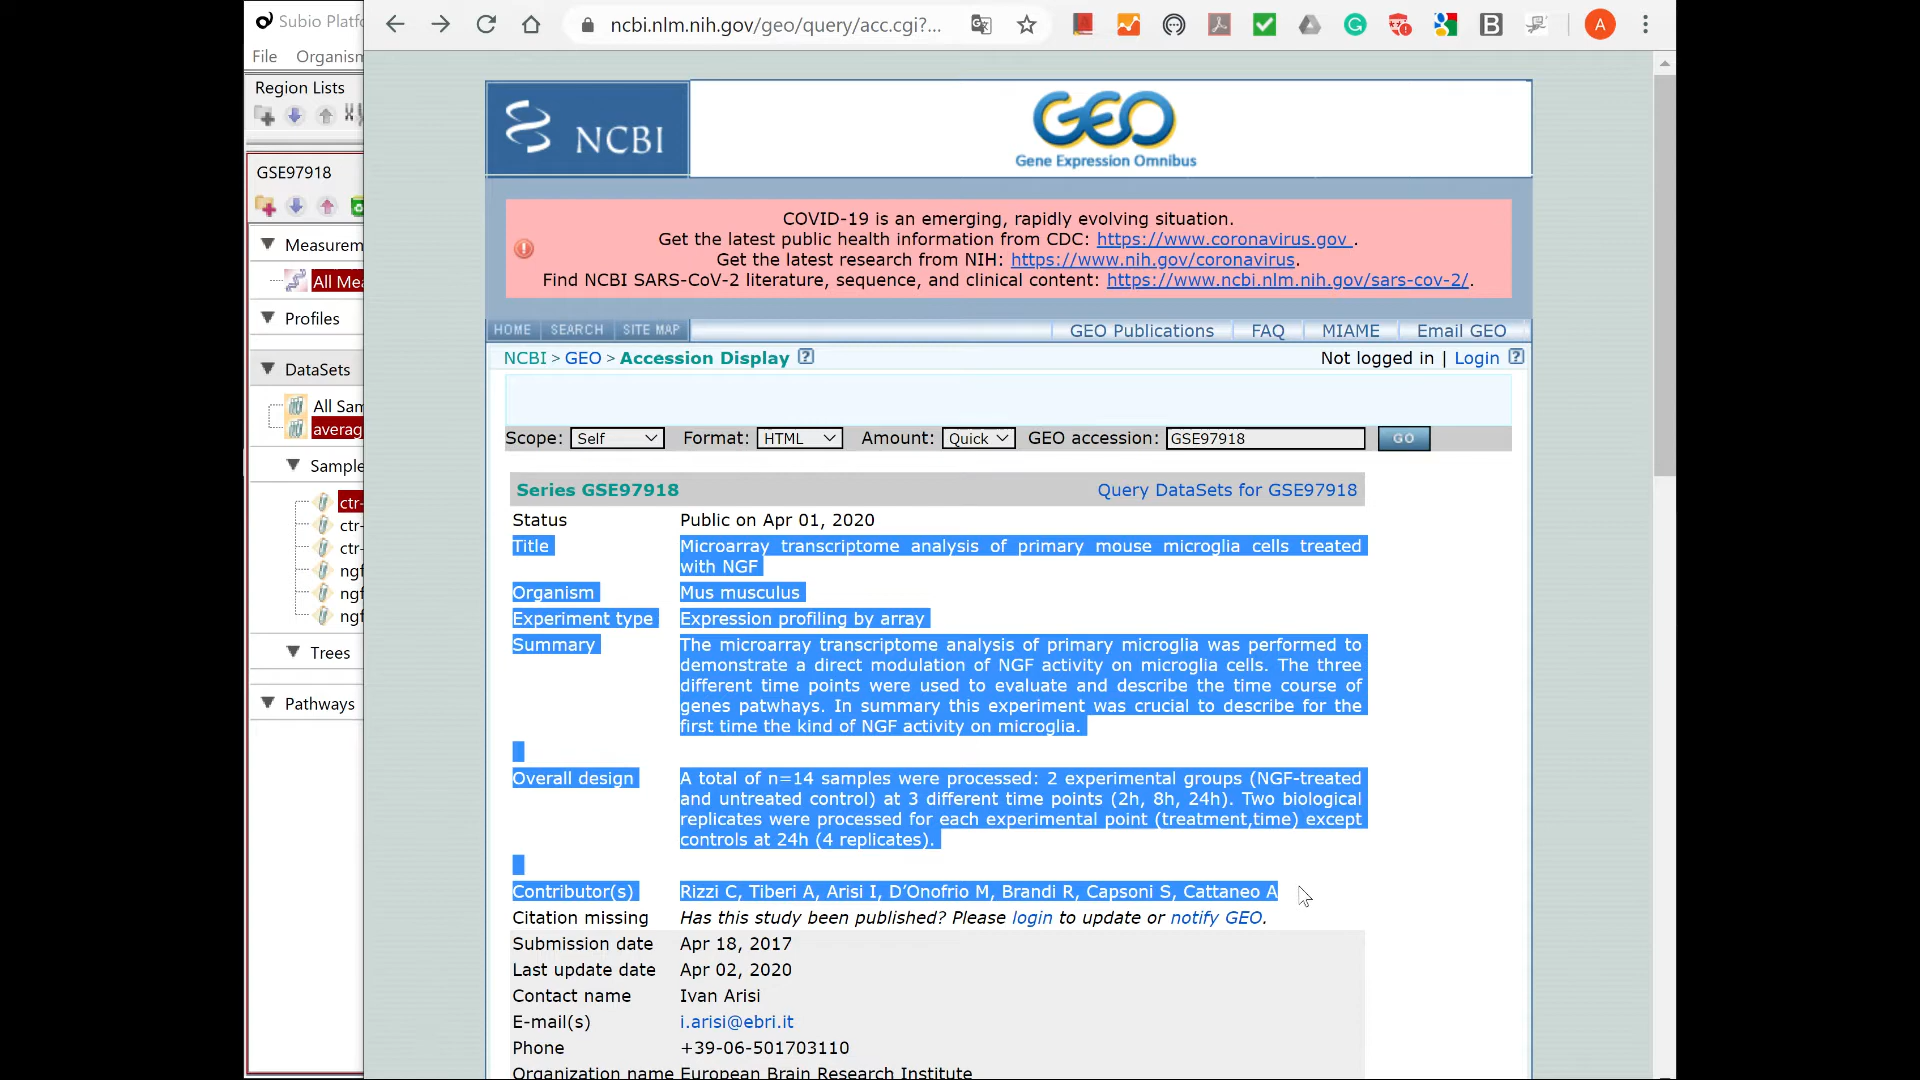 Subio Platf
File Organism
Region Lists
GSE97918
Measurem
All Mea
Profiles
DataSets
All Sam
averag
Sample
ctr-
ctr-
ctr-
ngf
ngf
ngf
Trees
Pathways
ncbi.nlm.nih.gov/geo/query/acc.cgi?...
A
NCBI
GEO
Gene Expression Omnibus
COVID-19 is an emerging, rapidly evolving situation.
Get the latest public health information from CDC: https://www.coronavirus.gov .
Get the latest research from NIH: https://www.nih.gov/coronavirus.
Find NCBI SARS-CoV-2 literature, sequence, and clinical content: https://www.ncbi.nlm.nih.gov/sars-cov-2/.
HOME SEARCH SITE MAP GEO Publications FAQ MIAME Email GEO
NCBI > GEO > Accession Display ? Not logged in | Login ?
Scope: Self Format: HTML Amount: Quick GEO accession: GSE97918 GO
Series GSE97918 Query DataSets for GSE97918
Status Public on Apr 01, 2020
Title Microarray transcriptome analysis of primary mouse microglia cells treated
with NGF
Organism Mus musculus
Experiment type Expression profiling by array
Summary The microarray transcriptome analysis of primary microglia was performed to
demonstrate a direct modulation of NGF activity on microglia cells. The three
different time points were used to evaluate and describe the time course of
genes patwhays. In summary this experiment was crucial to describe for the
first time the kind of NGF activity on microglia.
Overall design A total of n=14 samples were processed: 2 experimental groups (NGF-treated
and untreated control) at 3 different time points (2h, 8h, 24h). Two biological
replicates were processed for each experimental point (treatment,time) except
controls at 24h (4 replicates).
Contributor(s) Rizzi C, Tiberi A, Arisi I, D’Onofrio M, Brandi R, Capsoni S, Cattaneo A
Citation missing Has this study been published? Please login to update or notify GEO.
Submission date Apr 18, 2017
Last update date Apr 02, 2020
Contact name Ivan Arisi
E-mail(s) i.arisi@ebri.it
Phone +39-06-501703110
Organization name European Brain Research Institute